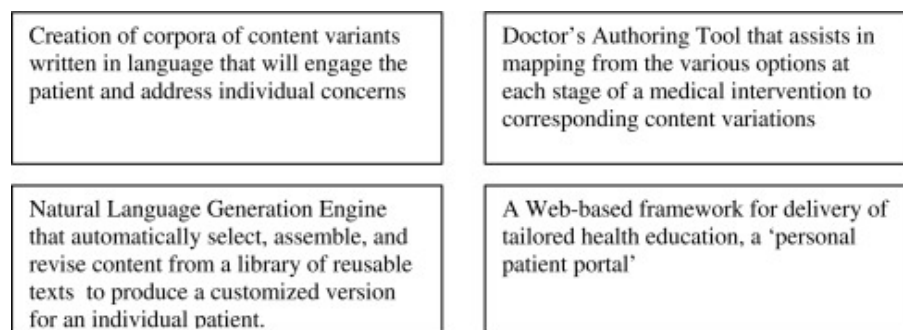 Creation of corpora of content variants
written in language that will engage the
patient and address individual concerns
Doctor's Authoring Tool that assists in
mapping from the various options at
each stage of a medical intervention to
corresponding content variations
Natural Language Generation Engine
that automatically select, assemble, and
revise content from a library of reusable
texts to produce a customized version
for an individual patient.
A Web-based framework for delivery of
tailored health education, a 'personal
patient portal'